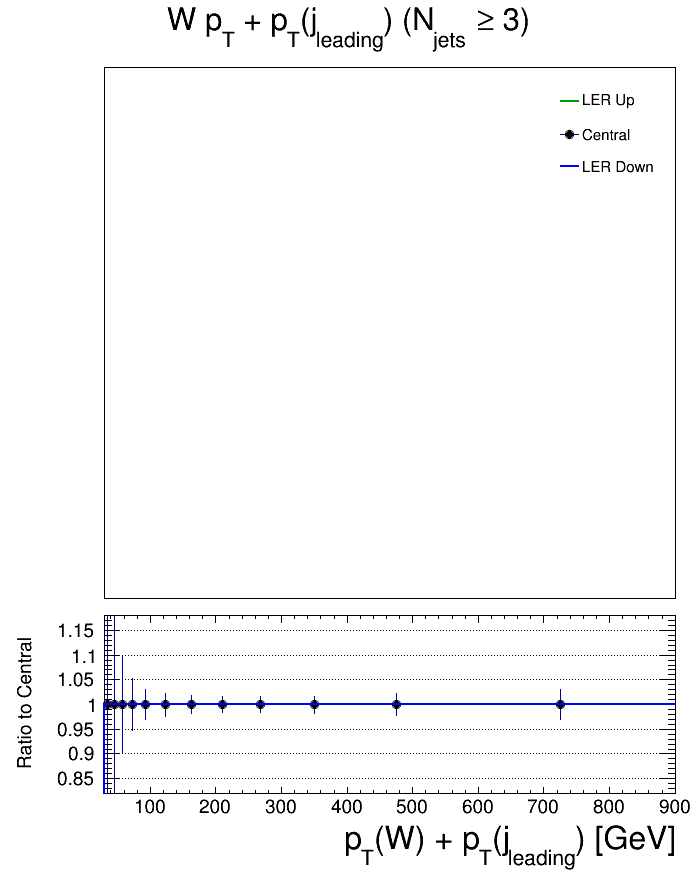 W p_T + p_T(j_leading) (N_jets ≥ 3)
LER Up
Central
LER Down
Ratio to Central
1.15
1.1
1.05
1
0.95
0.9
0.85
100 200 300 400 500 600 700 800 900
p_T(W) + p_T(j_leading) [GeV]